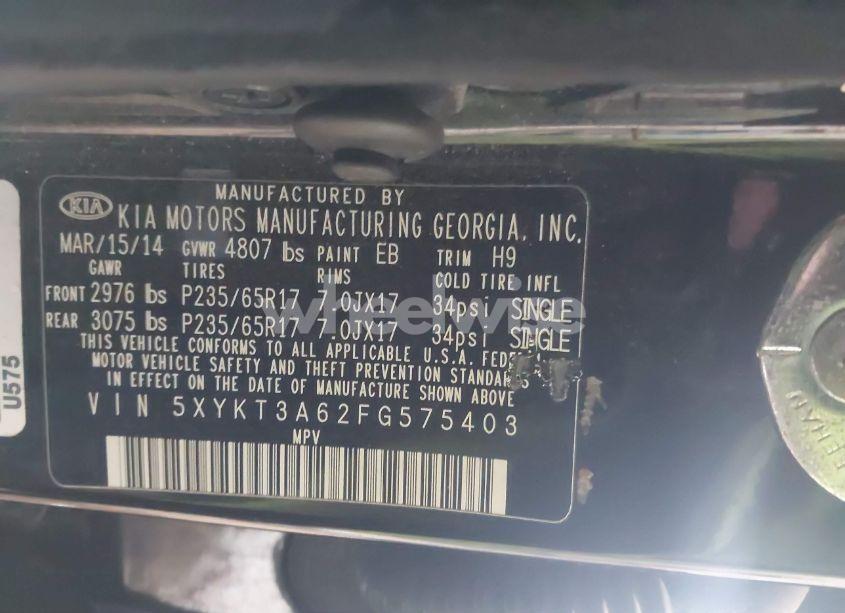 MANUFACTURED BY
KIA KIA MOTORS MANUFACTURING GEORGIA, INC.
MAR/15/14 GVWR 4807 lbs PAINT EB TRIM H9
GAWR TIRES RIMS COLD TIRE INFL
FRONT 2976 lbs P235/65R17 7.0JX17 34psi SINGLE
REAR 3075 lbs P235/65R17 7.0JX17 34psi SINGLE
THIS VEHICLE CONFORMS TO ALL APPLICABLE U.S.A. FEDERAL
MOTOR VEHICLE SAFETY AND THEFT PREVENTION STANDARDS
IN EFFECT ON THE DATE OF MANUFACTURE SHOWN ABOVE
VIN 5XYKT3A62FG575403
MPV
U575
wheelwise